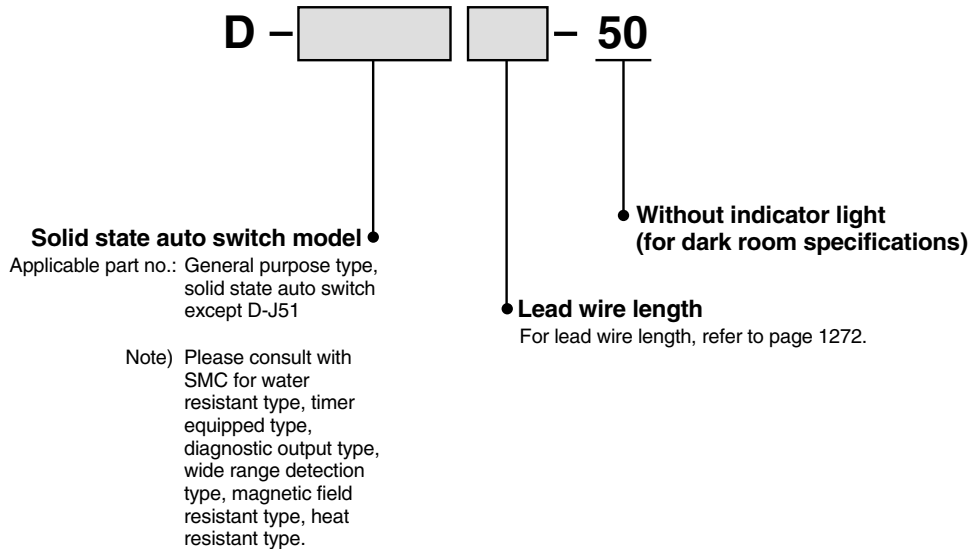 D – – 50
Without indicator light
(for dark room specifications)
Solid state auto switch model
Applicable part no.: General purpose type,
solid state auto switch
except D-J51
Lead wire length
For lead wire length, refer to page 1272.
Note) Please consult with
SMC for water
resistant type, timer
equipped type,
diagnostic output type,
wide range detection
type, magnetic field
resistant type, heat
resistant type.